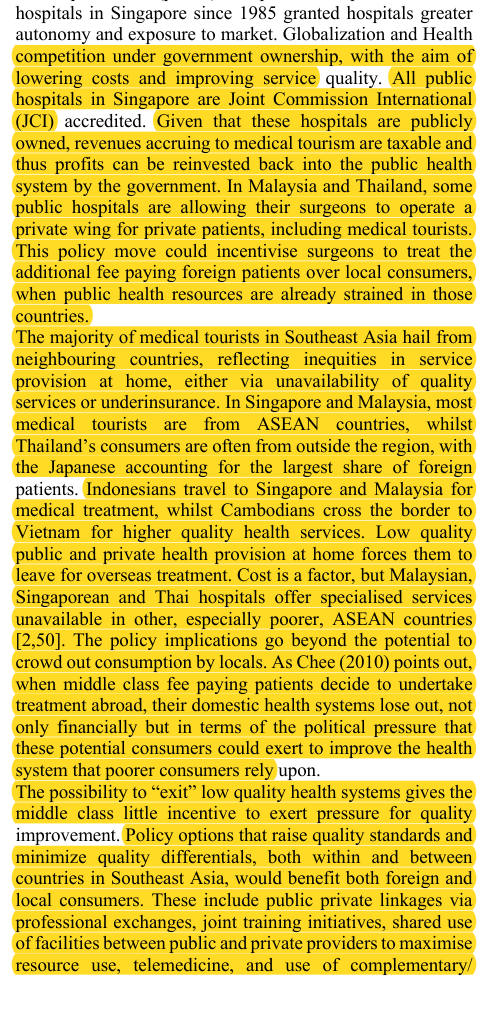 hospitals in Singapore since 1985 granted hospitals greater
autonomy and exposure to market. Globalization and Health
competition under government ownership, with the aim of
lowering costs and improving service quality. All public
hospitals in Singapore are Joint Commission International
(JCI) accredited. Given that these hospitals are publicly
owned, revenues accruing to medical tourism are taxable and
thus profits can be reinvested back into the public health
system by the government. In Malaysia and Thailand, some
public hospitals are allowing their surgeons to operate a
private wing for private patients, including medical tourists.
This policy move could incentivise surgeons to treat the
additional fee paying foreign patients over local consumers,
when public health resources are already strained in those
countries.
The majority of medical tourists in Southeast Asia hail from
neighbouring countries, reflecting inequities in service
provision at home, either via unavailability of quality
services or underinsurance. In Singapore and Malaysia, most
medical tourists are from ASEAN countries, whilst
Thailand’s consumers are often from outside the region, with
the Japanese accounting for the largest share of foreign
patients. Indonesians travel to Singapore and Malaysia for
medical treatment, whilst Cambodians cross the border to
Vietnam for higher quality health services. Low quality
public and private health provision at home forces them to
leave for overseas treatment. Cost is a factor, but Malaysian,
Singaporean and Thai hospitals offer specialised services
unavailable in other, especially poorer, ASEAN countries
[2,50]. The policy implications go beyond the potential to
crowd out consumption by locals. As Chee (2010) points out,
when middle class fee paying patients decide to undertake
treatment abroad, their domestic health systems lose out, not
only financially but in terms of the political pressure that
these potential consumers could exert to improve the health
system that poorer consumers rely upon.
The possibility to “exit” low quality health systems gives the
middle class little incentive to exert pressure for quality
improvement. Policy options that raise quality standards and
minimize quality differentials, both within and between
countries in Southeast Asia, would benefit both foreign and
local consumers. These include public private linkages via
professional exchanges, joint training initiatives, shared use
of facilities between public and private providers to maximise
resource use, telemedicine, and use of complementary/